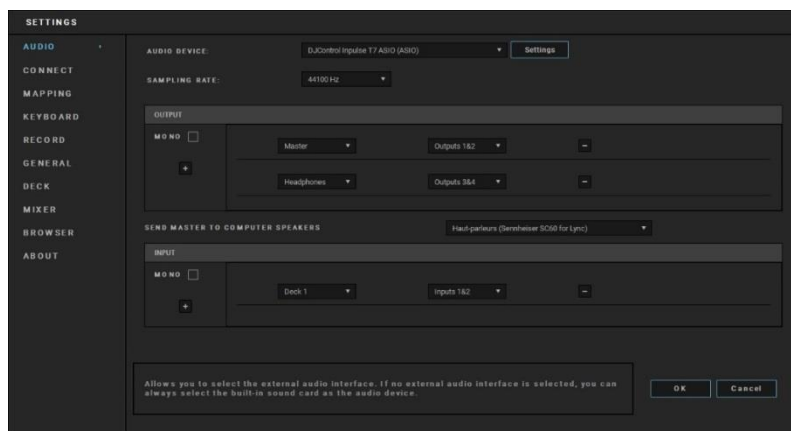 SETTINGS
AUDIO
CONNECT
MAPPING
KEYBOARD
RECORD
GENERAL
DECK
MIXER
BROWSER
ABOUT
AUDIO DEVICE: DJControl Inpulse T7 ASIO (ASIO) Settings
SAMPLING RATE: 44100 Hz
OUTPUT
MONO
Master Outputs 1&2 -
+
Headphones Outputs 3&4 -
SEND MASTER TO COMPUTER SPEAKERS Haut-parleurs (Sennheiser SC60 for Lync)
INPUT
MONO
Deck 1 Inputs 1&2 -
+
Allows you to select the external audio interface. If no external audio interface is selected, you can
always select the built-in sound card as the audio device.
OK Cancel